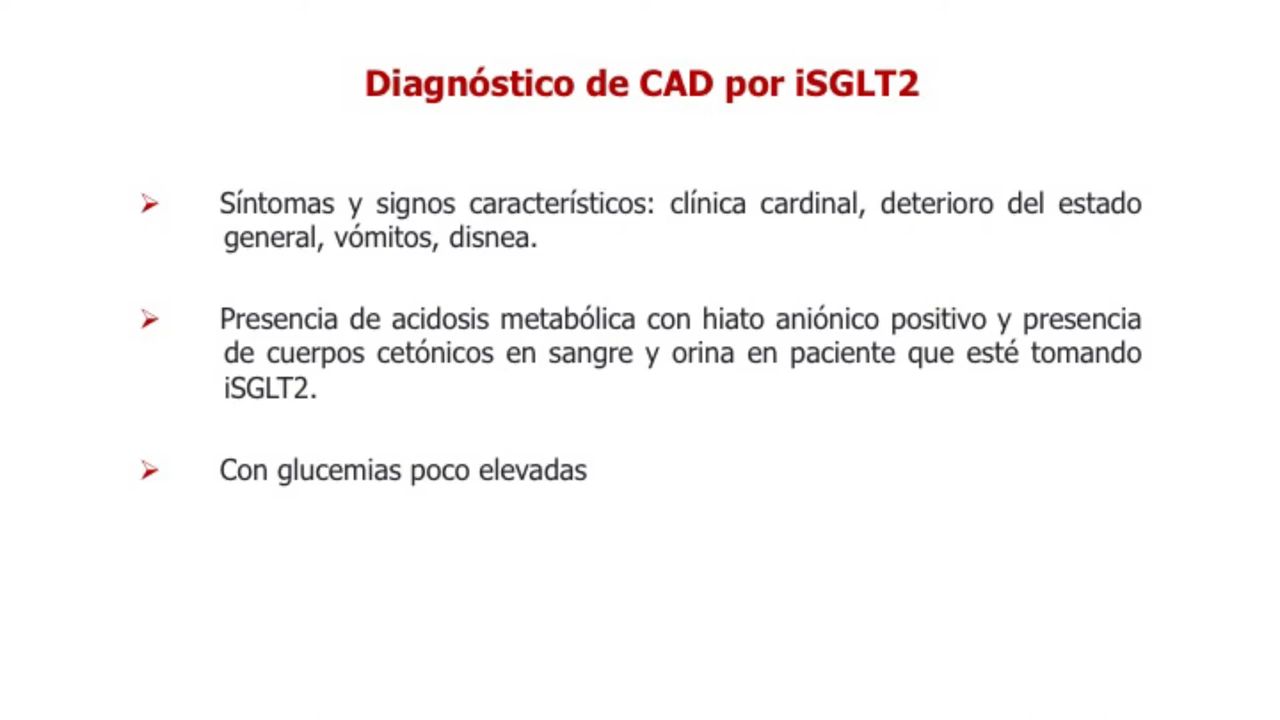 Diagnóstico de CAD por iSGLT2
Síntomas y signos característicos: clínica cardinal, deterioro del estado
general, vómitos, disnea.
Presencia de acidosis metabólica con hiato aniónico positivo y presencia
de cuerpos cetónicos en sangre y orina en paciente que esté tomando
iSGLT2.
Con glucemias poco elevadas